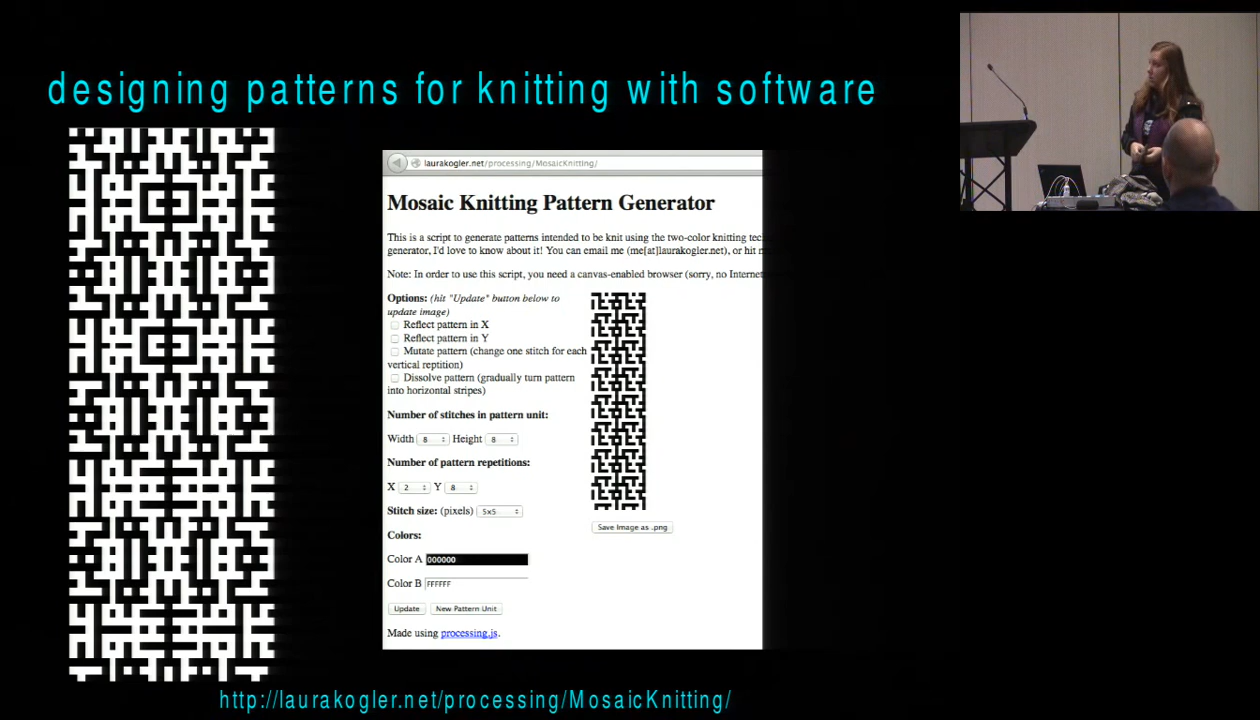 designing patterns for knitting with software
laurakogler.net/processing/MosaicKnitting/
Mosaic Knitting Pattern Generator
This is a script to generate patterns intended to be knit using the two-color knitting
generator, I'd love to know about it! You can email me (me[at]laurakogler.net), or hit
Note: In order to use this script, you need a canvas-enabled browser (sorry, no
Options: (hit "Update" button below to
update image)
Reflect pattern in X
Reflect pattern in Y
Mutate pattern (change one stitch for each
vertical reptition)
Dissolve pattern (gradually turn pattern
into horizontal stripes)
Number of stitches in pattern unit:
Width 8 Height 8
Number of pattern repetitions:
X 2 Y 8
Stitch size: (pixels) 5x5
Save Image as .png
Colors:
Color A 000000
Color B FFFFFF
Update New Pattern Unit
Made using processing.js.
http://laurakogler.net/processing/MosaicKnitting/